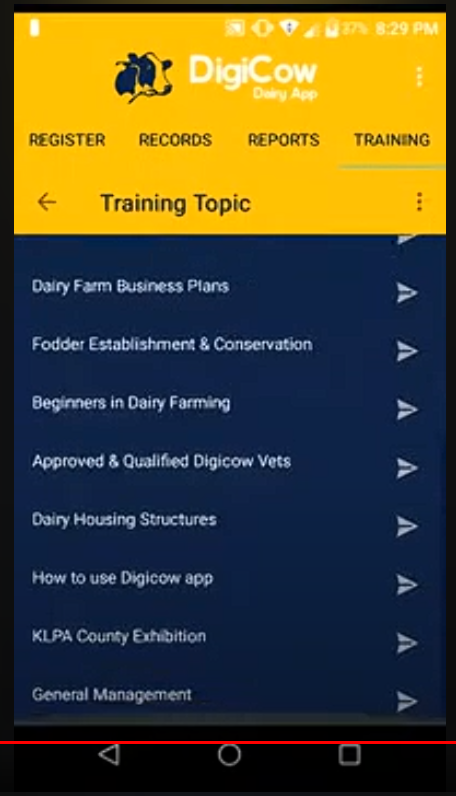 37% 8:29 PM
DigiCow
Dairy App
REGISTER RECORDS REPORTS TRAINING
Training Topic
Dairy Farm Business Plans
Fodder Establishment & Conservation
Beginners in Dairy Farming
Approved & Qualified Digicow Vets
Dairy Housing Structures
How to use Digicow app
KLPA County Exhibition
General Management